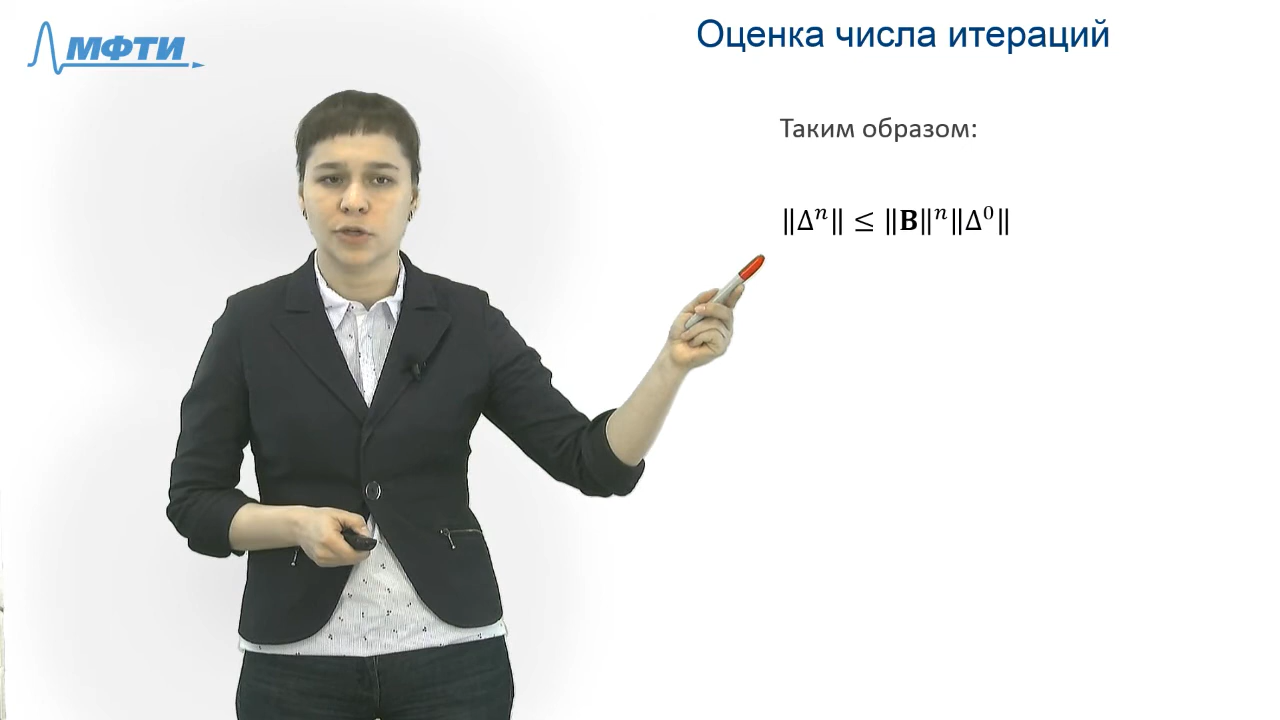 МФТИ
Оценка числа итераций
Таким образом:
‖Δⁿ‖ ≤ ‖𝐁‖ⁿ‖Δ⁰‖